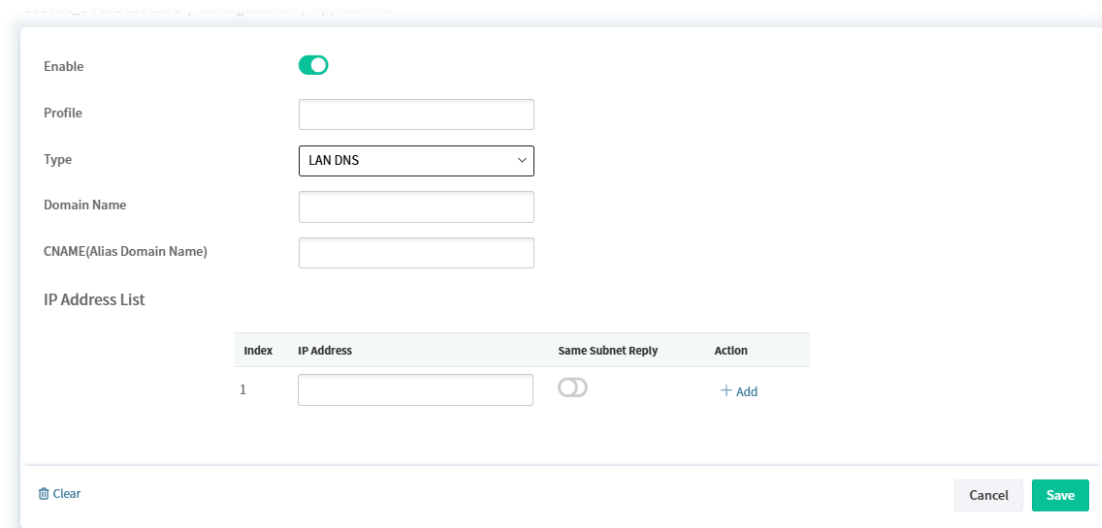 Enable
Profile
Type LAN DNS
Domain Name
CNAME(Alias Domain Name)
IP Address List
Index IP Address Same Subnet Reply Action
1 + Add
Clear Cancel Save